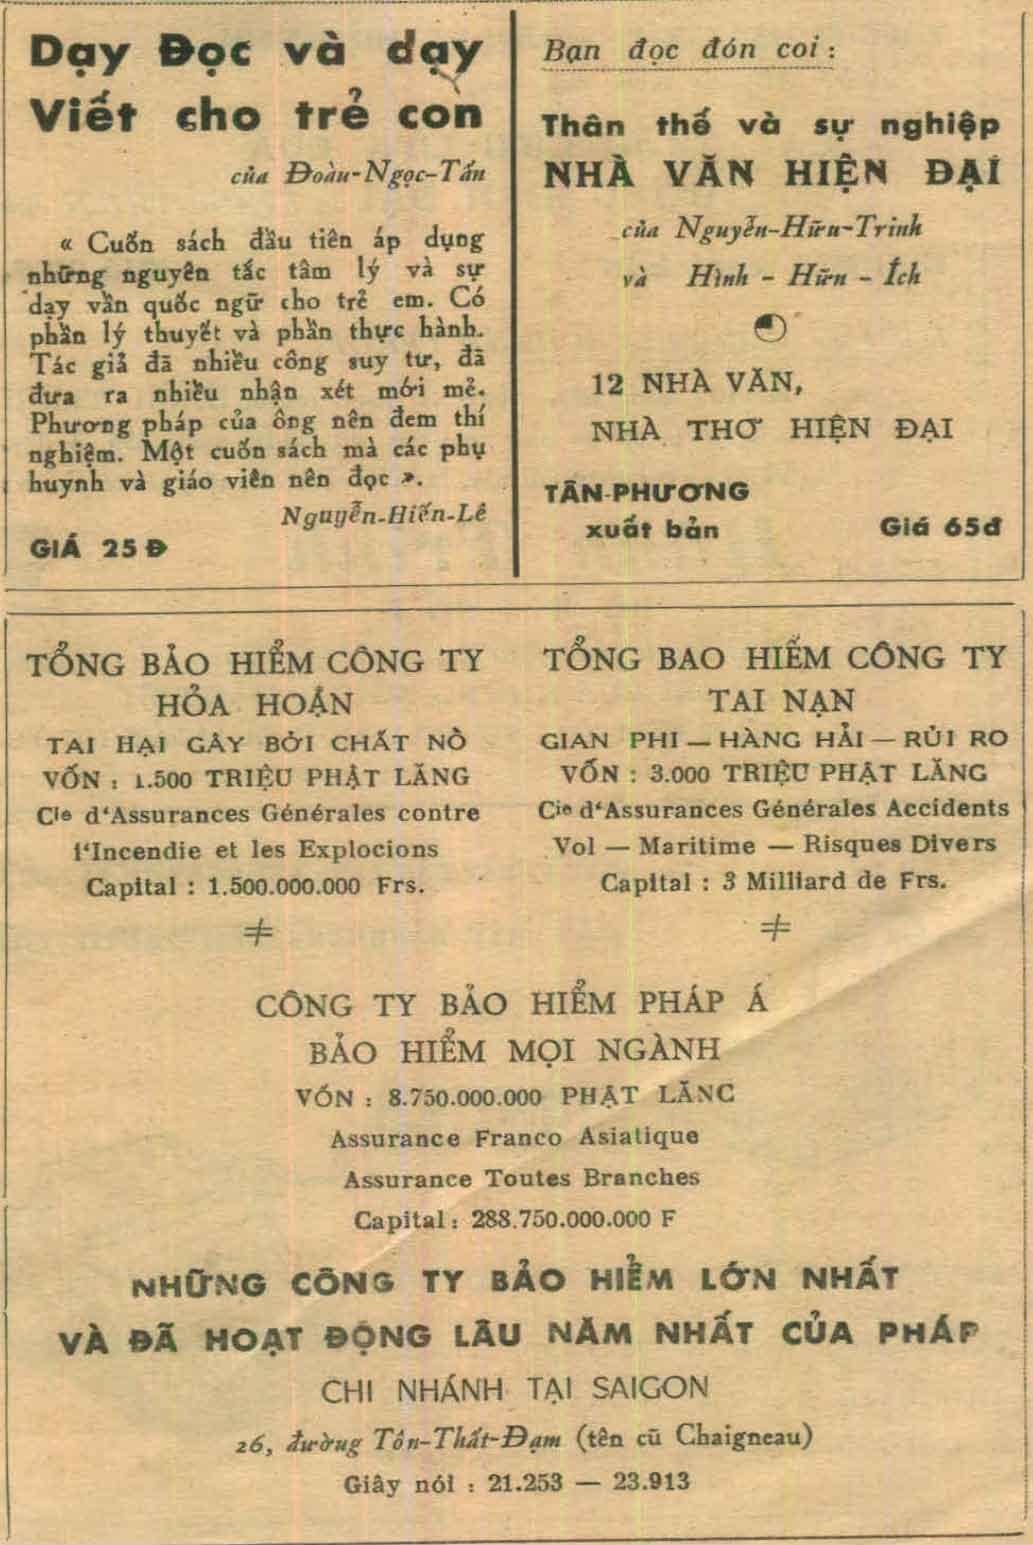 Dạy Đọc và dạy
Viết cho trẻ con
của Đoàn-Ngọc-Tấn
« Cuốn sách đầu tiên áp dụng
những nguyên tắc tâm lý và sự
dạy vần quốc ngữ cho trẻ em. Có
phần lý thuyết và phần thực hành.
Tác giả đã nhiều công suy tư, đã
đưa ra nhiều nhận xét mới mẻ.
Phương pháp của ông nên đem thí
nghiệm. Một cuốn sách mà các phụ
huynh và giáo viên nên đọc ».
Nguyễn-Hiến-Lê
GIÁ 25Đ
Bạn đọc đón coi :
Thân thế và sự nghiệp
NHÀ VĂN HIỆN ĐẠI
của Nguyễn-Hữu-Trinh
và Hình - Hữu - Ích
12 NHÀ VĂN,
NHÀ THƠ HIỆN ĐẠI
TÂN-PHƯƠNG
xuất bản Giá 65đ
TỔNG BẢO HIỂM CÔNG TY
HỎA HOẠN
TAI HẠI GÂY BỞI CHẤT NỒ
VỐN : 1.500 TRIỆU PHẬT LĂNG
Cie d'Assurances Générales contre
l'Incendie et les Explocions
Capital : 1.500.000.000 Frs.
≠
TỔNG BAO HIỂM CÔNG TY
TAI NẠN
GIAN PHI — HÀNG HẢI — RỦI RO
VỐN : 3.000 TRIỆU PHẬT LĂNG
Cie d'Assurances Générales Accidents
Vol — Maritime — Risques Divers
Capital : 3 Milliard de Frs.
≠
CÔNG TY BẢO HIỂM PHÁP Á
BẢO HIỂM MỌI NGÀNH
VỐN : 8.750.000.000 PHẬT LĂNG
Assurance Franco Asiatique
Assurance Toutes Branches
Capital : 288.750.000.000 F
NHỮNG CÔNG TY BẢO HIỂM LỚN NHẤT
VÀ ĐÃ HOẠT ĐỘNG LÂU NĂM NHẤT CỦA PHÁP
CHI NHÁNH TẠI SAIGON
26, đường Tôn-Thất-Đạm (tên cũ Chaigneau)
Giây nói : 21.253 — 23.913